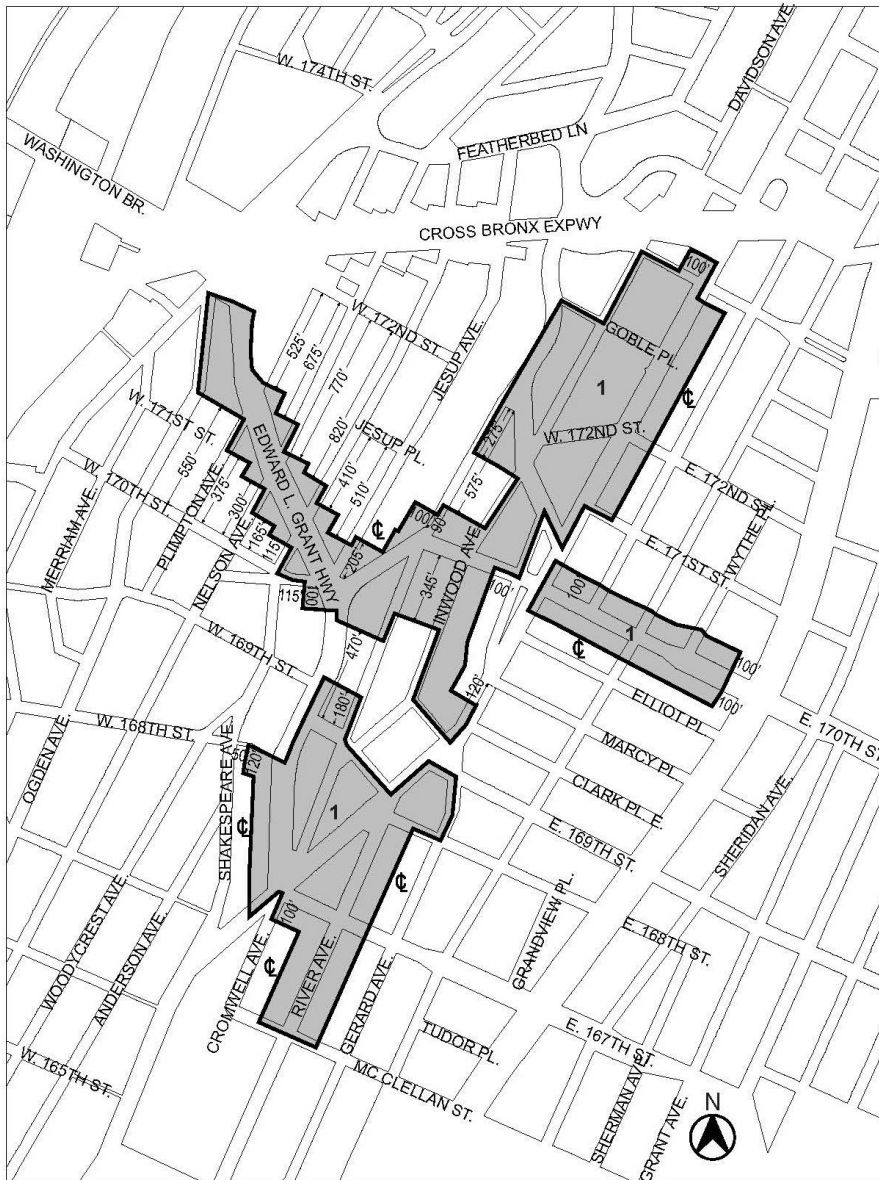 DAVIDSON AVE.
W. 174TH ST.
FEATHERBED LN
WASHINGTON BR.
CROSS BRONX EXPWY
100'
W. 172ND ST.
525'
675'
770'
820'
JESUP AVE.
GOBLE PL.
1
JESUP PL.
W. 171ST ST.
EDWARD L. GRANT HWY
275'
W. 172ND ST.
℄
410'
510'
575'
W. 170TH ST.
550'
375'
300'
165'
115'
PLIMPTON AVE.
MERRIAM AVE.
NELSON AVE.
℄
100'
90'
205'
INWOOD AVE.
E. 172ND ST.
E. 171ST ST.
115'
100'
345'
100'
100'
1
℄
100'
100'
W. 169TH ST.
470'
180'
120'
ELLIOT PL.
E. 170TH ST.
W. 168TH ST.
50'
120'
OGDEN AVE.
SHAKESPEARE AVE.
MARCY PL.
CLARK PL. E.
SHERIDAN AVE.
℄
1
E. 169TH ST.
℄
WOODYCREST AVE.
ANDERSON AVE.
100'
GRANDVIEW PL.
E. 168TH ST.
℄
CROMWELL AVE.
RIVER AVE.
GERARD AVE.
TUDOR PL.
E. 167TH ST.
W. 165TH ST.
MC CLELLAN ST.
SHERMAN AVE.
GRANT AVE.
N